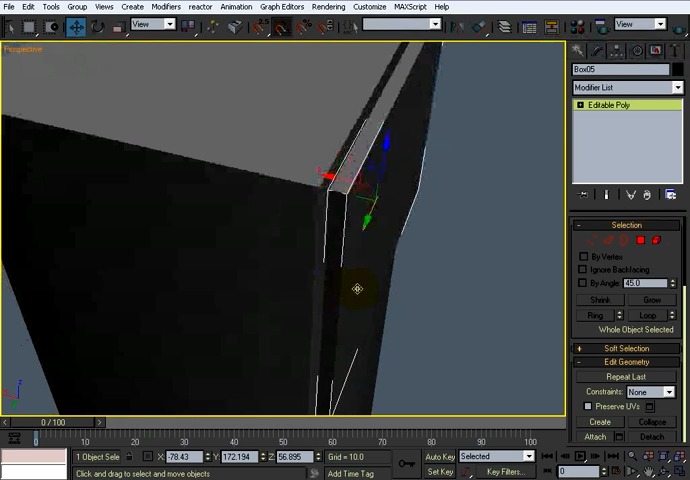 File Edit Tools Group Views Create Modifiers reactor Animation Graph Editors Rendering Customize MAXScript Help
View
2.5
View
Perspective
Box05
Modifier List
Editable Poly
Selection
By Vertex
Ignore Backfacing
By Angle: 45.0
Shrink Grow
Ring Loop
Whole Object Selected
Soft Selection
Edit Geometry
Repeat Last
Constraints: None
Preserve UVs
Create Collapse
Attach Detach
0 / 100
0 10 20 30 40 50 60 70 80 90 100
1 Object Sele X: -78.43 Y: 172.194 Z: 56.895 Grid = 10.0 Auto Key Selected
Click and drag to select and move objects Add Time Tag Set Key Key Filters... 0